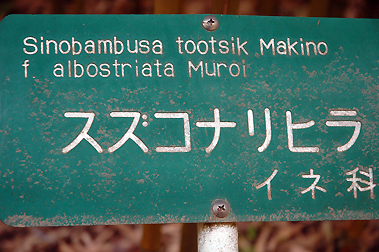 Sinobambusa tootsik Makino
f albostriata Muroi
スズコナリヒラ
イネ科